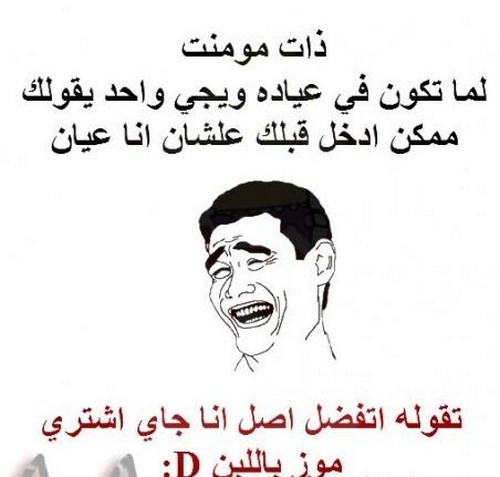 ذات مومنت
لما تكون في عياده ويجي واحد يقولك
ممكن ادخل قبلك علشان انا عيان
تقوله اتفضل اصل انا جاي اشتري
موز باللبن D: